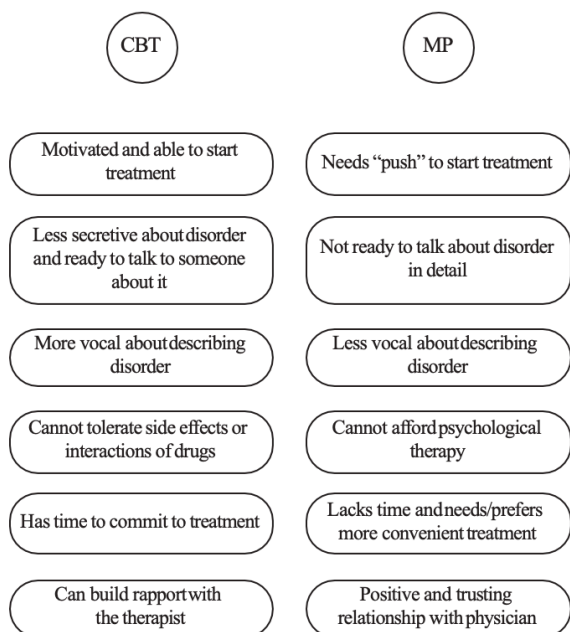 CBT
MP
Motivated and able to start
treatment
Needs “push” to start treatment
Less secretive about disorder
and ready to talk to someone
about it
Not ready to talk about disorder
in detail
More vocal about describing
disorder
Less vocal about describing
disorder
Cannot tolerate side effects or
interactions of drugs
Cannot afford psychological
therapy
Has time to commit to treatment
Lacks time and needs/prefers
more convenient treatment
Can build rapport with
the therapist
Positive and trusting
relationship with physician